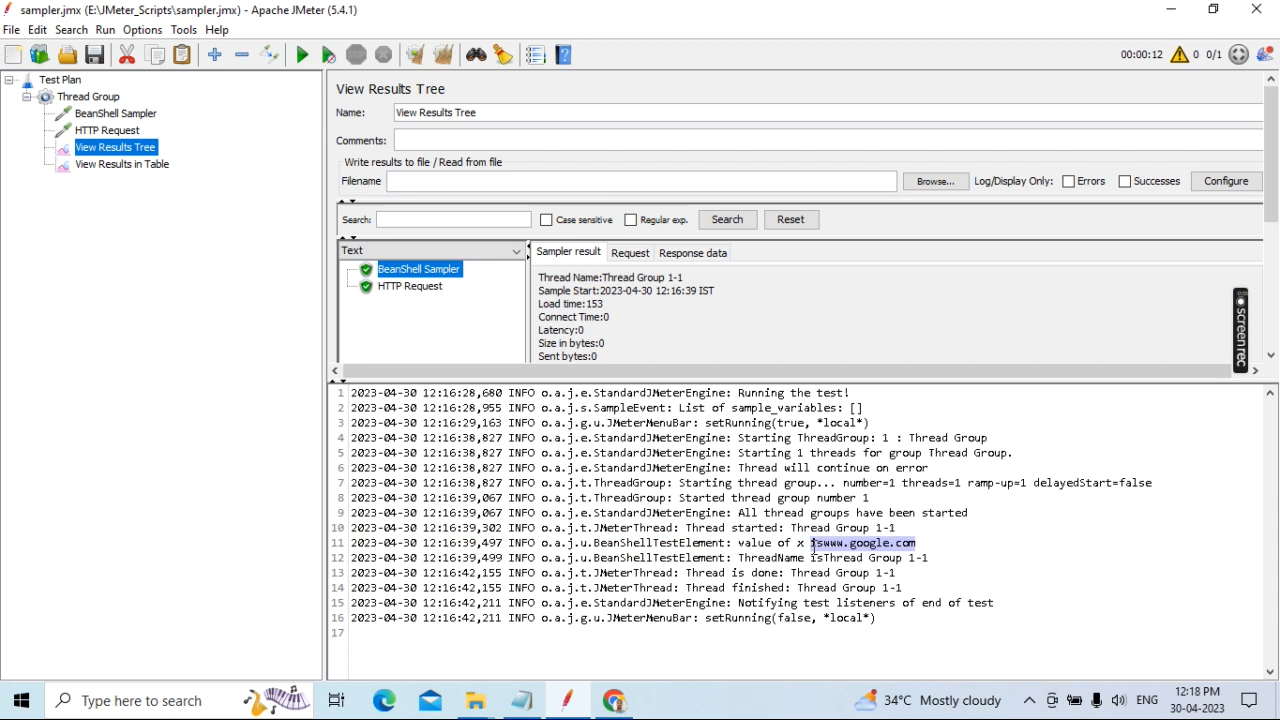 sampler.jmx (E:\JMeter_Scripts\sampler.jmx) - Apache JMeter (5.4.1)
File Edit Search Run Options Tools Help
00:00:12 0 0/1
Test Plan
Thread Group
BeanShell Sampler
HTTP Request
View Results Tree
View Results in Table
View Results Tree
Name: View Results Tree
Comments:
Write results to file / Read from file
Filename Browse... Log/Display Only: Errors Successes Configure
Search: Case sensitive Regular exp. Search Reset
Text
BeanShell Sampler
HTTP Request
Sampler result Request Response data
Thread Name:Thread Group 1-1
Sample Start:2023-04-30 12:16:39 IST
Load time:153
Connect Time:0
Latency:0
Size in bytes:0
Sent bytes:0
screenrec
1 2023-04-30 12:16:28,680 INFO o.a.j.e.StandardJMeterEngine: Running the test!
2 2023-04-30 12:16:28,955 INFO o.a.j.s.SampleEvent: List of sample_variables: []
3 2023-04-30 12:16:29,163 INFO o.a.j.g.u.JMeterMenuBar: setRunning(true, *local*)
4 2023-04-30 12:16:38,827 INFO o.a.j.e.StandardJMeterEngine: Starting ThreadGroup: 1 : Thread Group
5 2023-04-30 12:16:38,827 INFO o.a.j.e.StandardJMeterEngine: Starting 1 threads for group Thread Group.
6 2023-04-30 12:16:38,827 INFO o.a.j.e.StandardJMeterEngine: Thread will continue on error
7 2023-04-30 12:16:38,827 INFO o.a.j.t.ThreadGroup: Starting thread group... number=1 threads=1 ramp-up=1 delayedStart=false
8 2023-04-30 12:16:39,067 INFO o.a.j.t.ThreadGroup: Started thread group number 1
9 2023-04-30 12:16:39,067 INFO o.a.j.e.StandardJMeterEngine: All thread groups have been started
10 2023-04-30 12:16:39,302 INFO o.a.j.t.JMeterThread: Thread started: Thread Group 1-1
11 2023-04-30 12:16:39,497 INFO o.a.j.u.BeanShellTestElement: value of x iswww.google.com
12 2023-04-30 12:16:39,499 INFO o.a.j.u.BeanShellTestElement: ThreadName isThread Group 1-1
13 2023-04-30 12:16:42,155 INFO o.a.j.t.JMeterThread: Thread is done: Thread Group 1-1
14 2023-04-30 12:16:42,155 INFO o.a.j.t.JMeterThread: Thread finished: Thread Group 1-1
15 2023-04-30 12:16:42,211 INFO o.a.j.e.StandardJMeterEngine: Notifying test listeners of end of test
16 2023-04-30 12:16:42,211 INFO o.a.j.g.u.JMeterMenuBar: setRunning(false, *local*)
17
Type here to search
34°C Mostly cloudy
ENG
12:18 PM
30-04-2023